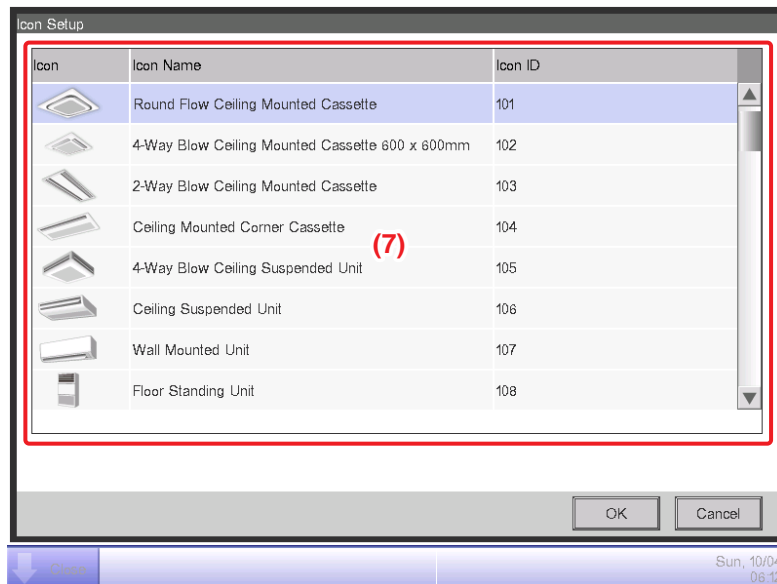 Icon Setup
Icon Icon Name Icon ID
Round Flow Ceiling Mounted Cassette 101
4-Way Blow Ceiling Mounted Cassette 600 x 600mm 102
2-Way Blow Ceiling Mounted Cassette 103
Ceiling Mounted Corner Cassette 104
(7)
4-Way Blow Ceiling Suspended Unit 105
Ceiling Suspended Unit 106
Wall Mounted Unit 107
Floor Standing Unit 108
OK Cancel
Sun, 10/04